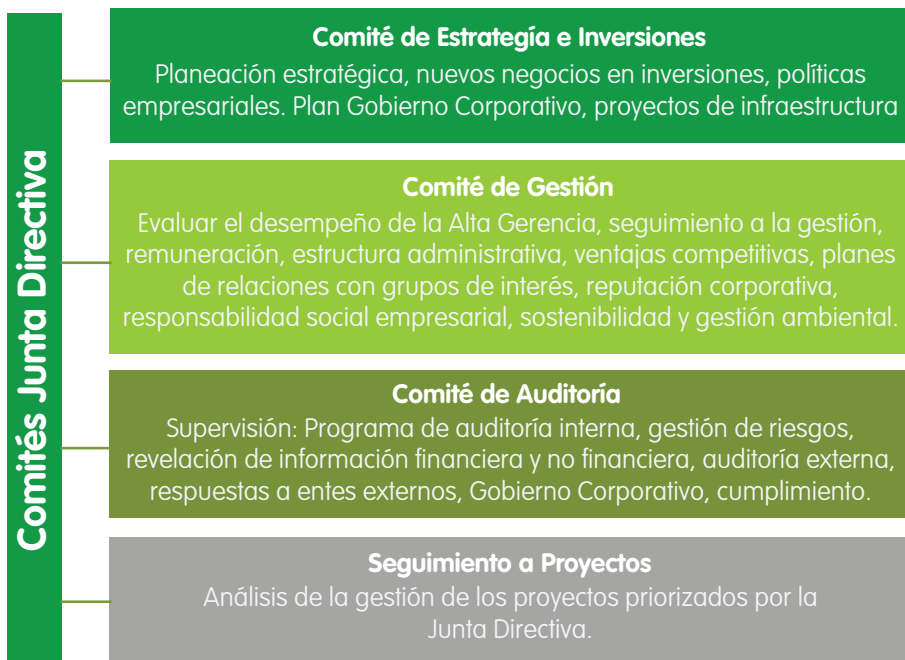 Comités Junta Directiva
Comité de Estrategía e Inversiones
Planeación estratégica, nuevos negocios en inversiones, políticas
empresariales. Plan Gobierno Corporativo, proyectos de infraestructura
Comité de Gestión
Evaluar el desempeño de la Alta Gerencia, seguimiento a la gestión,
remuneración, estructura administrativa, ventajas competitivas, planes
de relaciones con grupos de interés, reputación corporativa,
responsabilidad social empresarial, sostenibilidad y gestión ambiental.
Comité de Auditoría
Supervisión: Programa de auditoría interna, gestión de riesgos,
revelación de información financiera y no financiera, auditoría externa,
respuestas a entes externos, Gobierno Corporativo, cumplimiento.
Seguimiento a Proyectos
Análisis de la gestión de los proyectos priorizados por la
Junta Directiva.